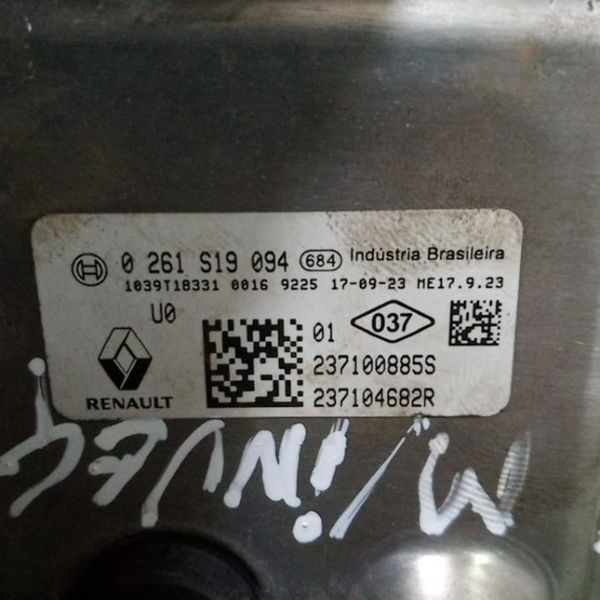 0 261 S19 094 684 Indústria Brasileira
1039T18331 0016 9225 17-09-23 ME17.9.23
U0
01 037
237100885S
RENAULT 237104682R